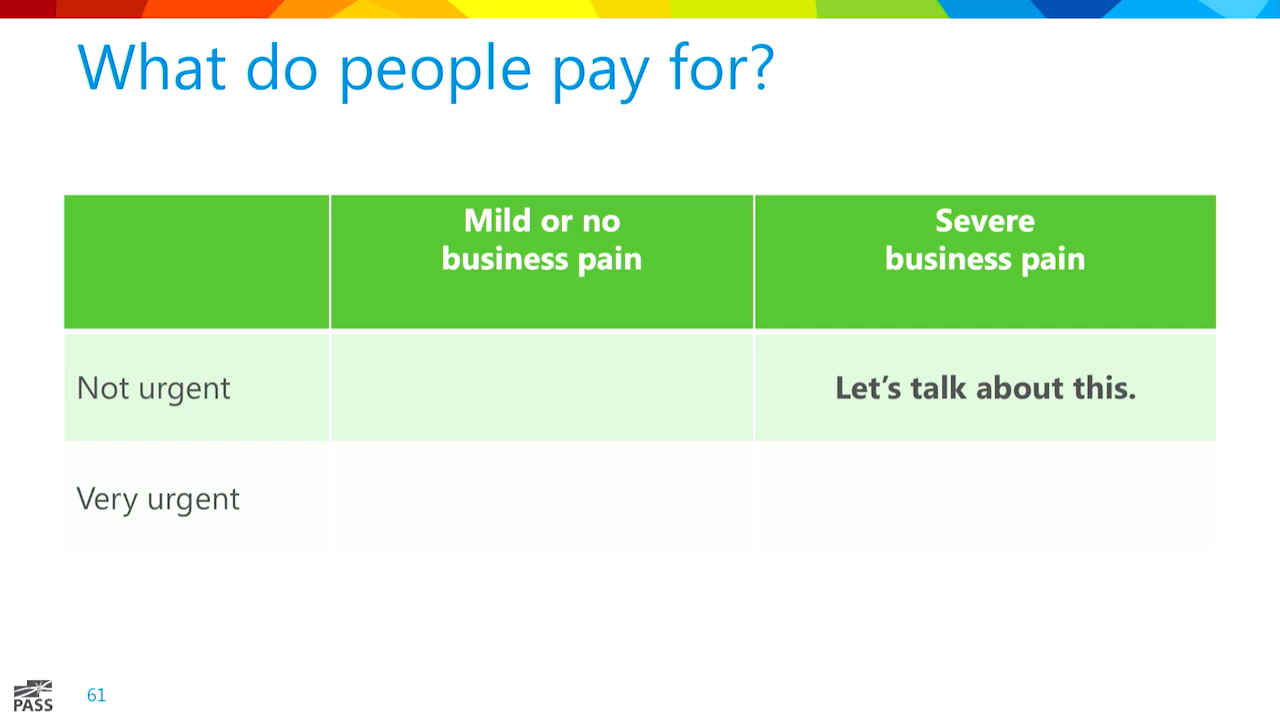 What do people pay for?
Mild or no
business pain
Severe
business pain
Not urgent
Let’s talk about this.
Very urgent
PASS
61